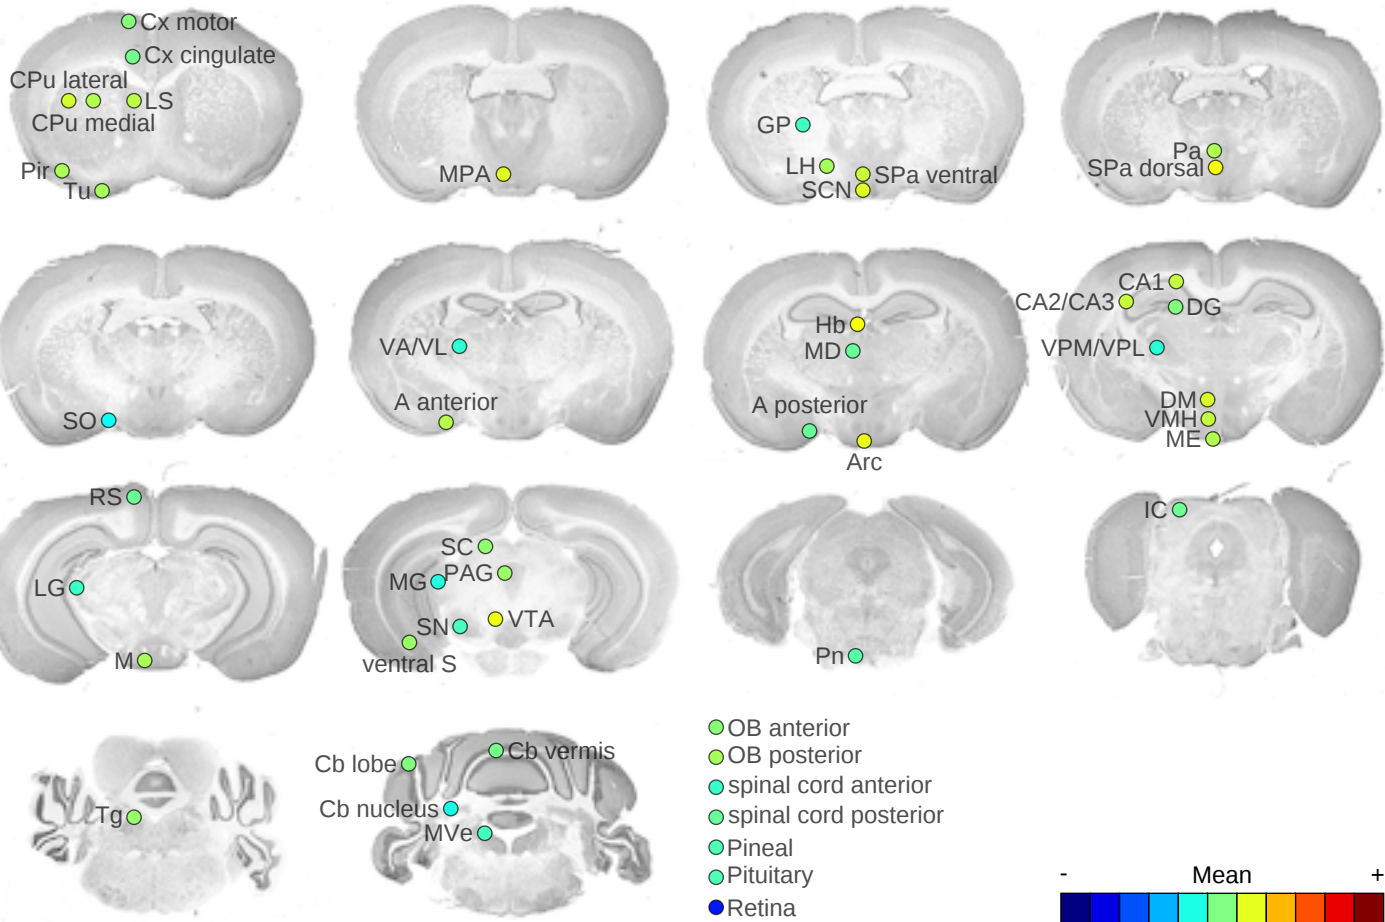 Cx motor
Cx cingulate
CPu lateral
LS
CPu medial
Pir
Tu
MPA
GP
LH
SPa ventral
SCN
Pa
SPa dorsal
SO
VA/VL
A anterior
Hb
MD
A posterior
Arc
CA1
CA2/CA3
DG
VPM/VPL
DM
VMH
ME
RS
LG
M
SC
PAG
MG
SN
VTA
ventral S
Pn
IC
Tg
Cb lobe
Cb vermis
Cb nucleus
MVe
OB anterior
OB posterior
spinal cord anterior
spinal cord posterior
Pineal
Pituitary
Retina
- Mean +